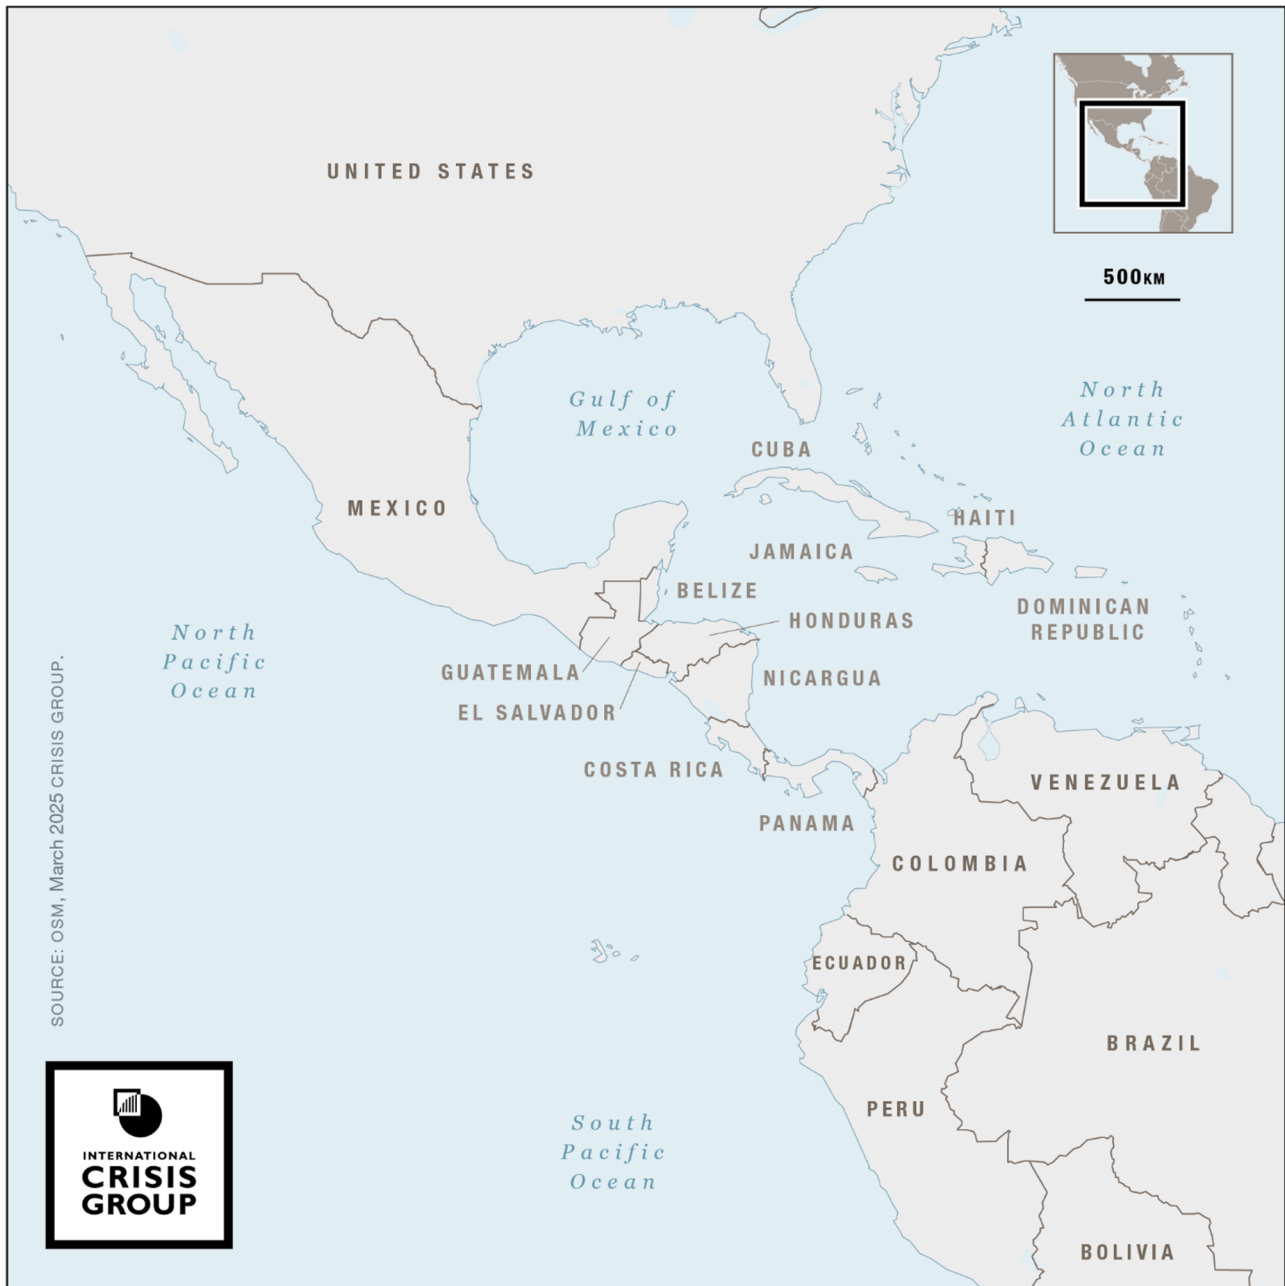 UNITED STATES
500KM
Gulf of
Mexico
North
Atlantic
Ocean
CUBA
MEXICO
HAITI
JAMAICA
BELIZE
DOMINICAN
REPUBLIC
HONDURAS
North
Pacific
Ocean
GUATEMALA
NICARGUA
EL SALVADOR
COSTA RICA
VENEZUELA
PANAMA
COLOMBIA
ECUADOR
BRAZIL
PERU
South
Pacific
Ocean
BOLIVIA
SOURCE: OSM, March 2025 CRISIS GROUP.
INTERNATIONAL
CRISIS
GROUP